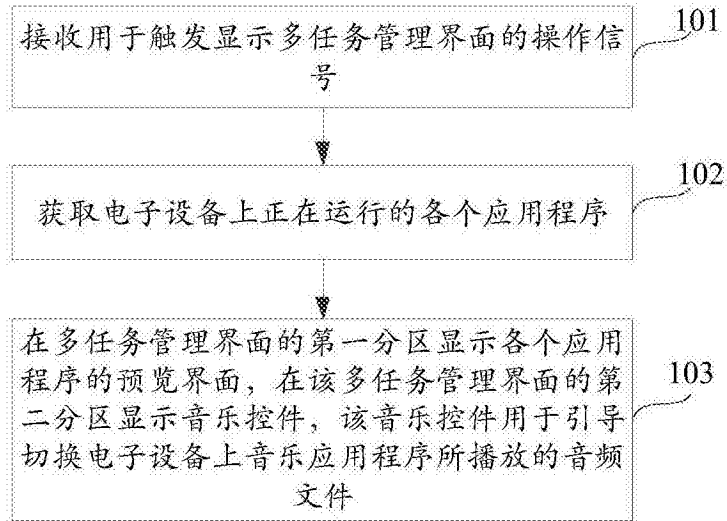 接收用于触发显示多任务管理界面的操作信
号
101
获取电子设备上正在运行的各个应用程序
102
在多任务管理界面的第一分区显示各个应用
程序的预览界面，在该多任务管理界面的第
二分区显示音乐控件，该音乐控件用于引导
切换电子设备上音乐应用程序所播放的音频
文件
103